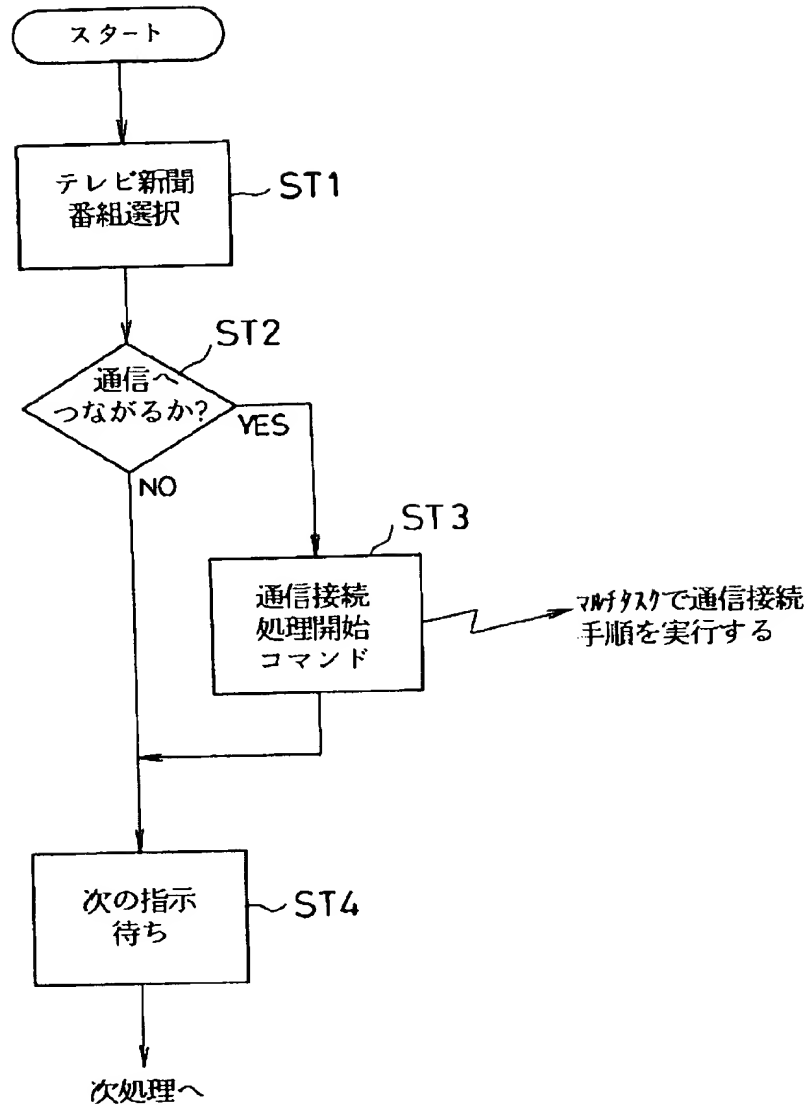 スタート
テレビ新聞
番組選択
ST1
ST2
通信へ
つながるか?
YES
NO
ST3
通信接続
処理開始
コマンド
マルチタスクで通信接続
手順を実行する
次の指示
待ち
ST4
次処理へ